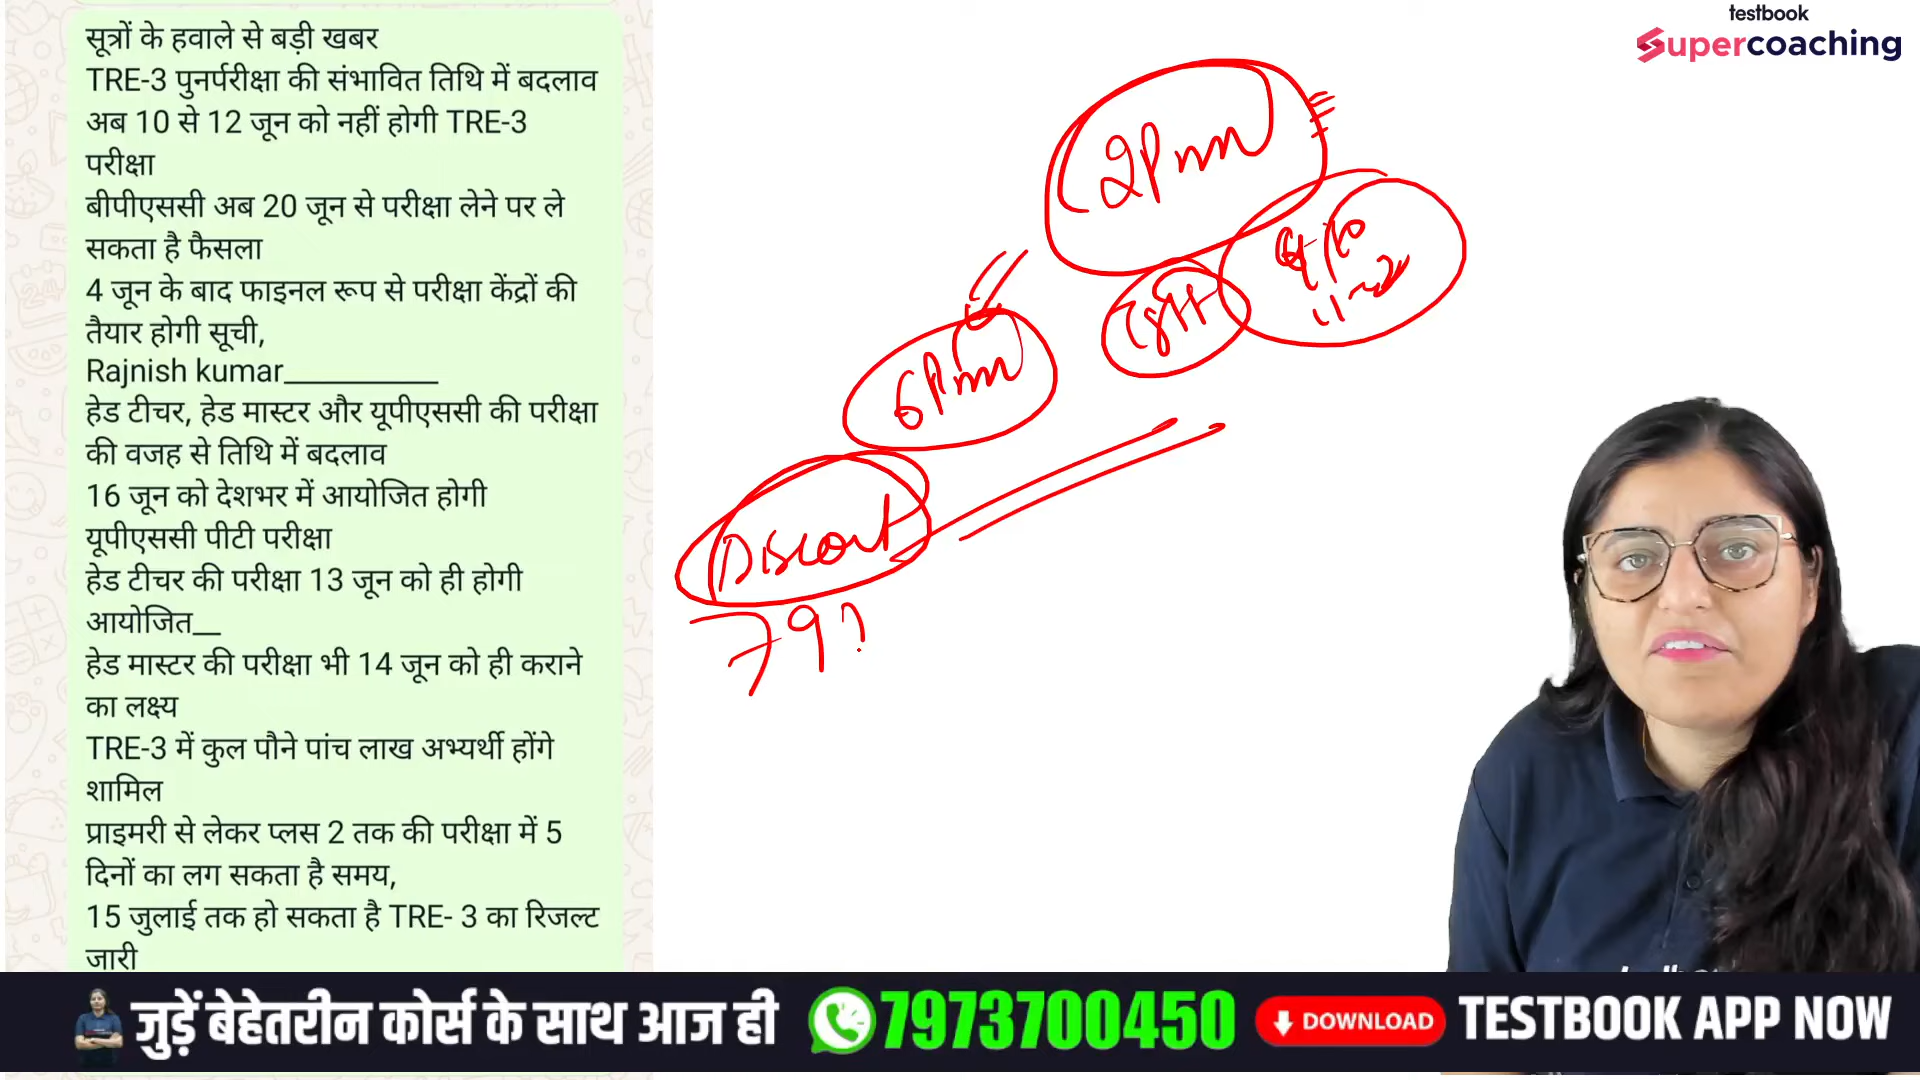 testbook
Supercoaching
सूत्रों के हवाले से बड़ी खबर
TRE-3 पुनर्परीक्षा की संभावित तिथि में बदलाव
अब 10 से 12 जून को नहीं होगी TRE-3
परीक्षा
बीपीएससी अब 20 जून से परीक्षा लेने पर ले
सकता है फैसला
4 जून के बाद फाइनल रूप से परीक्षा केंद्रों की
तैयार होगी सूची,
Rajnish kumar___________
हेड टीचर, हेड मास्टर और यूपीएससी की परीक्षा
की वजह से तिथि में बदलाव
16 जून को देशभर में आयोजित होगी
यूपीएससी पीटी परीक्षा
हेड टीचर की परीक्षा 13 जून को ही होगी
आयोजित__
हेड मास्टर की परीक्षा भी 14 जून को ही कराने
का लक्ष्य
TRE-3 में कुल पौने पांच लाख अभ्यर्थी होंगे
शामिल
प्राइमरी से लेकर प्लस 2 तक की परीक्षा में 5
दिनों का लग सकता है समय,
15 जुलाई तक हो सकता है TRE- 3 का रिजल्ट
जारी
2Pm
6Pm
79?
जुड़ें बेहेतरीन कोर्स के साथ आज ही 7973700450 DOWNLOAD TESTBOOK APP NOW